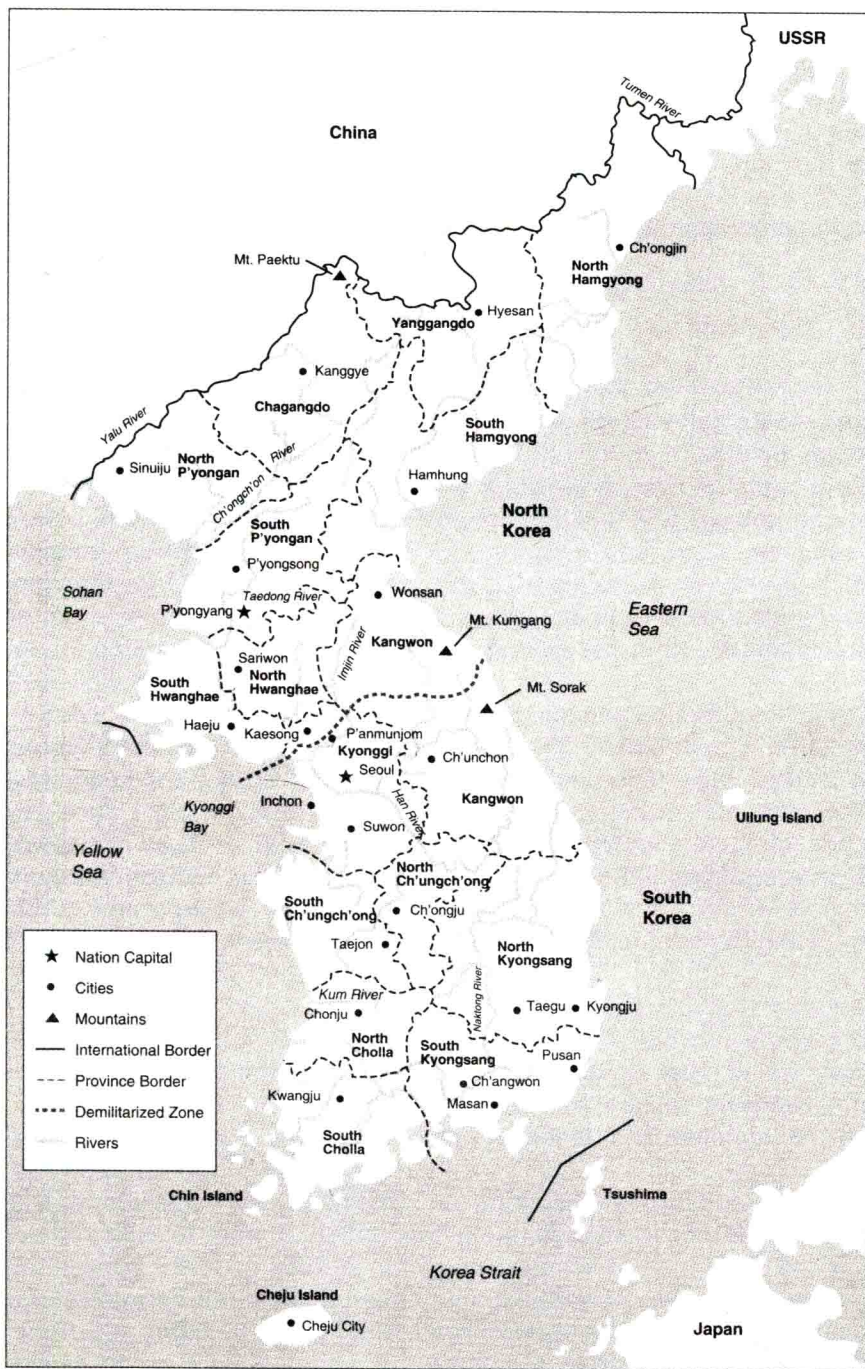 USSR
Tumen River
China
Mt. Paektu
Ch'ongjin
North
Hamgyong
Hyesan
Yanggangdo
Kanggye
Chagangdo
South
Hamgyong
Yalu River
North
P'yongan
Sinuiju
Ch'ongch'on River
Hamhung
North
Korea
South
P'yongan
P'yongsong
Sohan
Bay
Taedong River
Wonsan
P'yongyang
Eastern
Sea
Mt. Kumgang
Kangwon
Imjin River
Sariwon
North
Hwanghae
South
Hwanghae
Mt. Sorak
Haeju
Kaesong
P'anmunjom
Kyonggi
Seoul
Ch'unchon
Kangwon
Han River
Inchon
Kyonggi
Bay
Suwon
Ullung Island
Yellow
Sea
North
Ch'ungch'ong
South
Ch'ungch'ong
Ch'ongju
South
Korea
Taejon
North
Kyongsang
Nation Capital
Cities
Mountains
International Border
Province Border
Demilitarized Zone
Rivers
Kum River
Chonju
Naktong River
Taegu
Kyongju
North
Cholla
South
Kyongsang
Pusan
Ch'angwon
Masan
Kwangju
South
Cholla
Chin Island
Tsushima
Korea Strait
Cheju Island
Cheju City
Japan